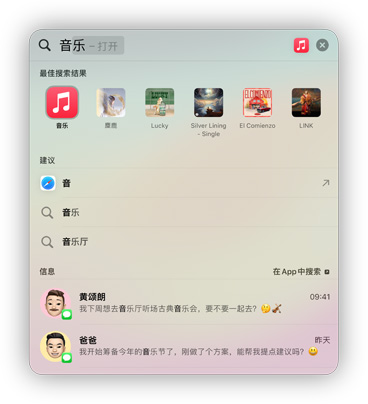 音乐 – 打开
最佳搜索结果
音乐
Lucky
Silver Lining
- Single
El Comienzo
LINK
建议
音
音乐
音乐厅
信息
在App中搜索
黄颂朗
09:41
我下周想去音乐厅听场古典音乐会，要不要一起去？🤔🎻
爸爸
昨天
我开始筹备今年的音乐节了，刚做了个方案，能帮我提点建议吗？😀